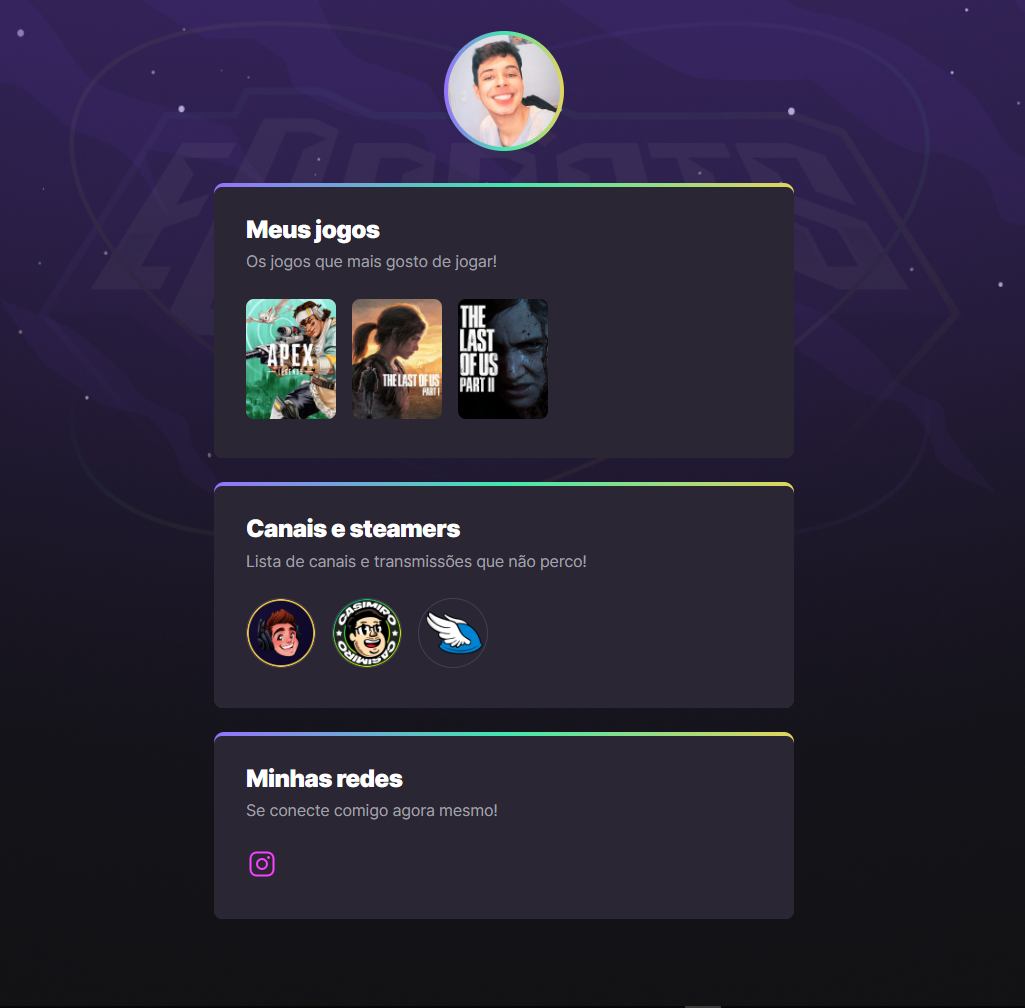 eSPORTS
Meus jogos
Os jogos que mais gosto de jogar!
APEX
LEGENDS
THE LAST OF US
PART I
THE
LAST
OF US
PART II
Canais e steamers
Lista de canais e transmissões que não perco!
CASIMIRO
CASIMIRO
Minhas redes
Se conecte comigo agora mesmo!